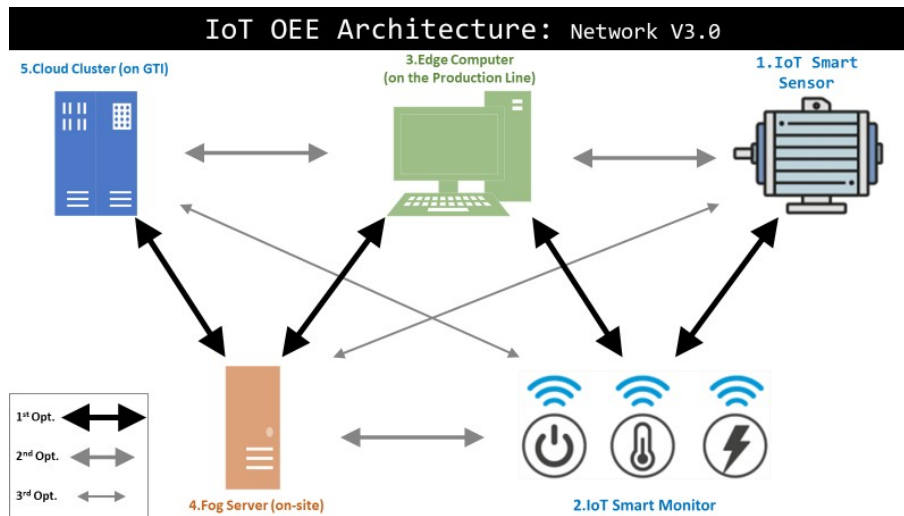 IoT OEE Architecture: Network V3.0
5.Cloud Cluster (on GTI)
3.Edge Computer
(on the Production Line)
1.IoT Smart
Sensor
1st Opt.
2nd Opt.
3rd Opt.
4.Fog Server (on-site)
2.IoT Smart Monitor